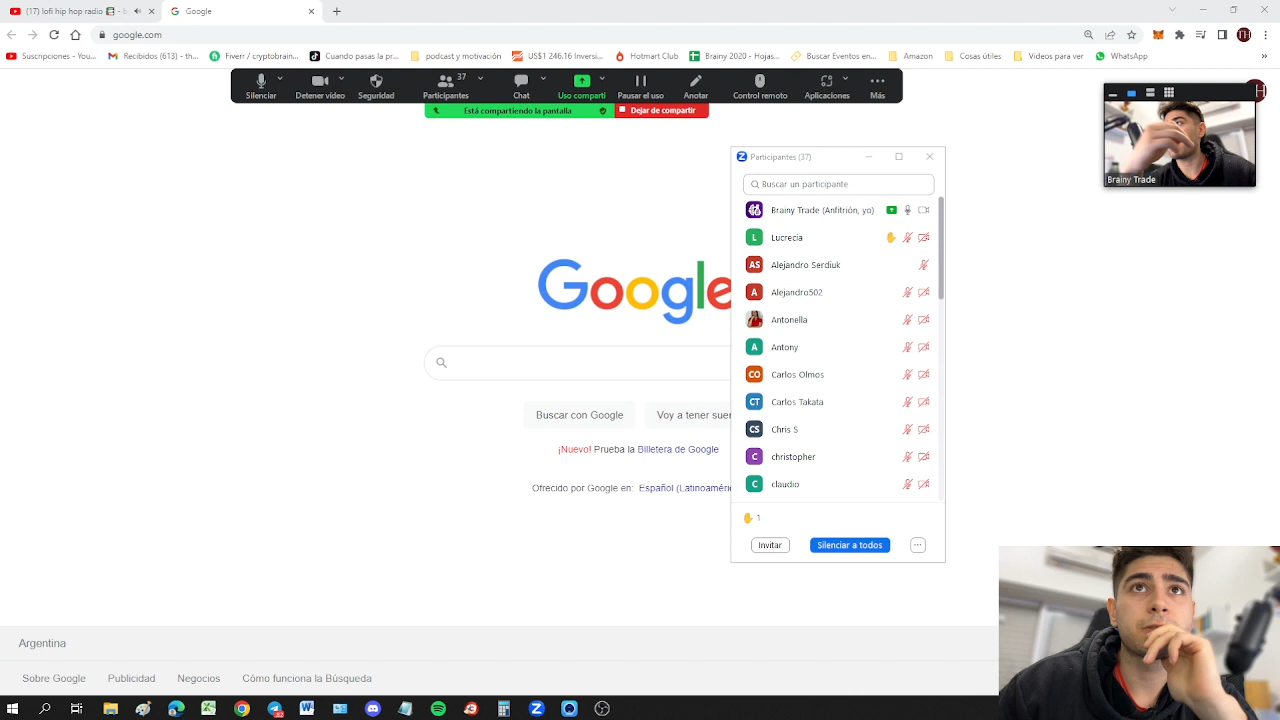 (17) lofi hip hop radio
Google
google.com
Suscripciones - You...
Recibidos (613) - th...
Fiverr / cryptobrain...
Cuando pasas la pr...
podcast y motivación
US$1 246.16 Inversi...
Hotmart Club
Brainy 2020 - Hojas...
Buscar Eventos en...
Amazon
Cosas útiles
Videos para ver
WhatsApp
»
Silenciar
Detener video
Seguridad
37
Participantes
Chat
Uso comparti
Pausar el uso
Anotar
Control remoto
Aplicaciones
Más
Está compartiendo la pantalla
Dejar de compartir
Brainy Trade
Participantes (37)
Buscar un participante
Brainy Trade (Anfitrión, yo)
L Lucrecia
AS Alejandro Serdiuk
A Alejandro502
Antonella
A Antony
CO Carlos Olmos
CT Carlos Takata
CS Chris S
C christopher
C claudio
1
Invitar
Silenciar a todos
...
Google
Buscar con Google
Voy a tener suer
¡Nuevo! Prueba la Billetera de Google
Ofrecido por Google en: Español (Latinoaméri
Argentina
Sobre Google
Publicidad
Negocios
Cómo funciona la Búsqueda